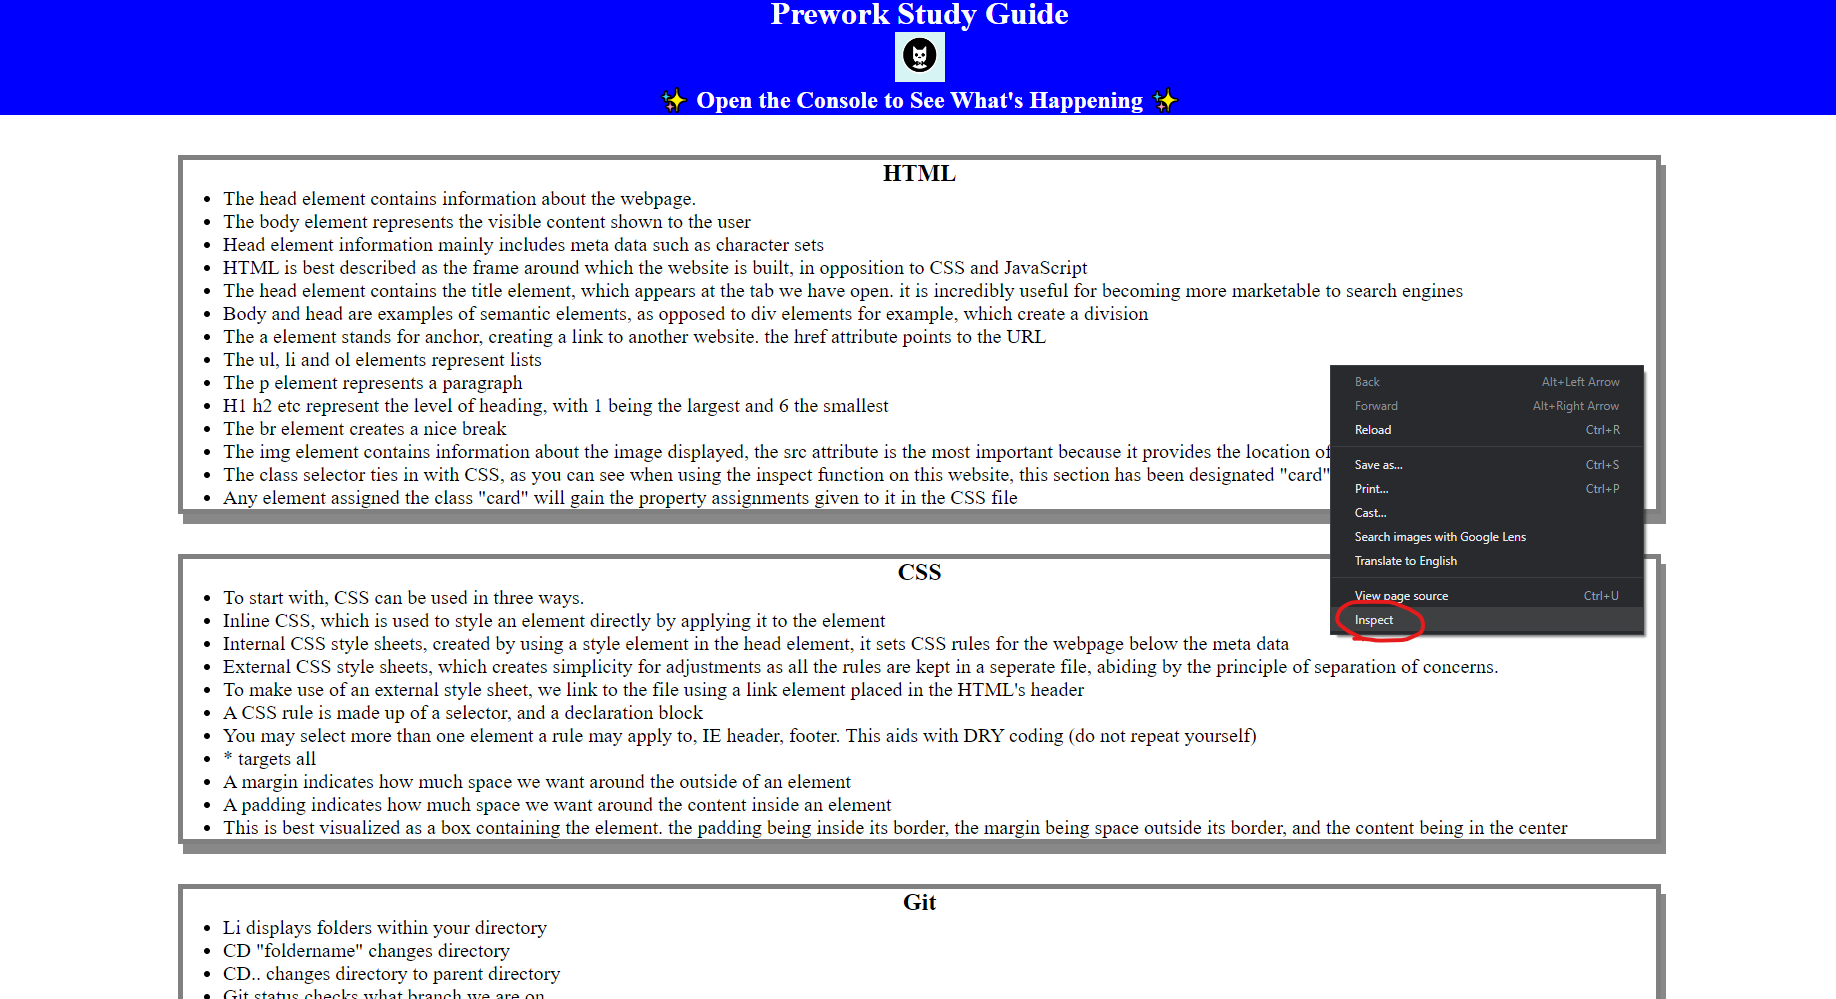 Prework Study Guide
✨ Open the Console to See What's Happening ✨
HTML
• The head element contains information about the webpage.
• The body element represents the visible content shown to the user
• Head element information mainly includes meta data such as character sets
• HTML is best described as the frame around which the website is built, in opposition to CSS and JavaScript
• The head element contains the title element, which appears at the tab we have open. it is incredibly useful for becoming more marketable to search engines
• Body and head are examples of semantic elements, as opposed to div elements for example, which create a division
• The a element stands for anchor, creating a link to another website. the href attribute points to the URL
• The ul, li and ol elements represent lists
• The p element represents a paragraph
• H1 h2 etc represent the level of heading, with 1 being the largest and 6 the smallest
• The br element creates a nice break
• The img element contains information about the image displayed, the src attribute is the most important because it provides the location of
• The class selector ties in with CSS, as you can see when using the inspect function on this website, this section has been designated "card"
• Any element assigned the class "card" will gain the property assignments given to it in the CSS file
Back Alt+Left Arrow
Forward Alt+Right Arrow
Reload Ctrl+R
Save as... Ctrl+S
Print... Ctrl+P
Cast...
Search images with Google Lens
Translate to English
View page source Ctrl+U
Inspect
CSS
• To start with, CSS can be used in three ways.
• Inline CSS, which is used to style an element directly by applying it to the element
• Internal CSS style sheets, created by using a style element in the head element, it sets CSS rules for the webpage below the meta data
• External CSS style sheets, which creates simplicity for adjustments as all the rules are kept in a seperate file, abiding by the principle of separation of concerns.
• To make use of an external style sheet, we link to the file using a link element placed in the HTML's header
• A CSS rule is made up of a selector, and a declaration block
• You may select more than one element a rule may apply to, IE header, footer. This aids with DRY coding (do not repeat yourself)
• * targets all
• A margin indicates how much space we want around the outside of an element
• A padding indicates how much space we want around the content inside an element
• This is best visualized as a box containing the element. the padding being inside its border, the margin being space outside its border, and the content being in the center
Git
• Li displays folders within your directory
• CD "foldername" changes directory
• CD.. changes directory to parent directory
• Git status checks what branch we are on